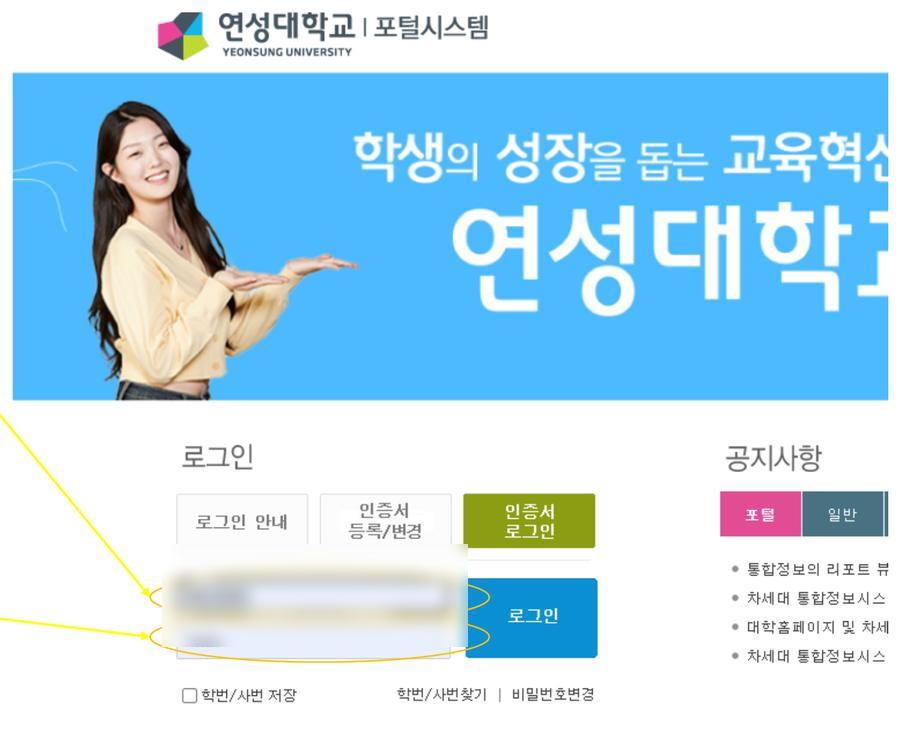 연성대학교 | 포털시스템
YEONSUNG UNIVERSITY
학생의 성장을 돕는 교육혁신
연성대학교
로그인
로그인 안내
인증서
등록/변경
인증서
로그인
로그인
학번/사번 저장
학번/사번찾기 | 비밀번호변경
공지사항
포털
일반
통합정보의 리포트 뷰
차세대 통합정보시스
대학홈페이지 및 차세
차세대 통합정보시스